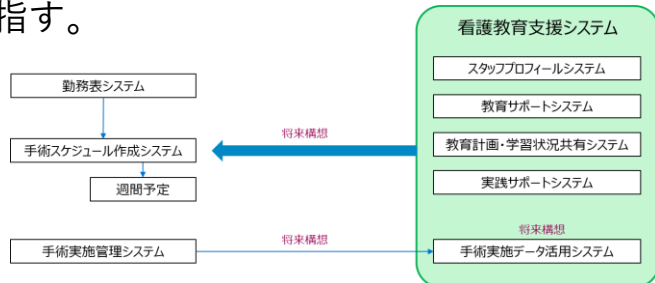 指す。
看護教育支援システム
スタッフプロフィールシステム
勤務表システム
教育サポートシステム
将来構想
手術スケジュール作成システム
教育計画・学習状況共有システム
週間予定
実践サポートシステム
将来構想
将来構想
手術実施管理システム
手術実施データ活用システム